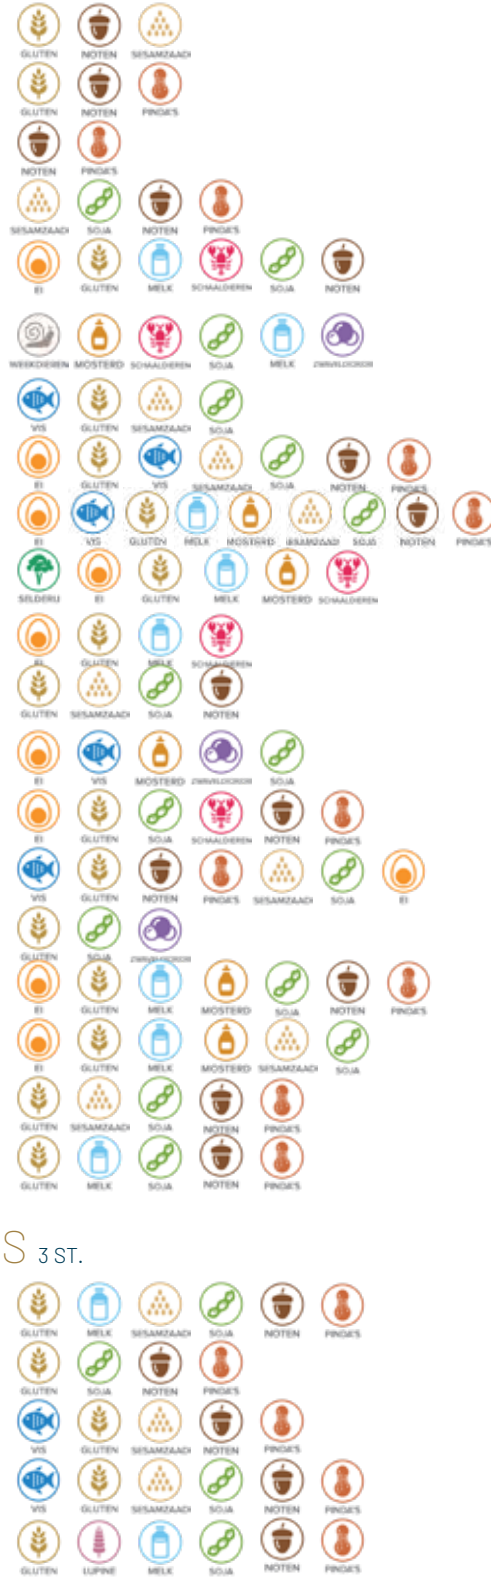 GLUTEN NOTEN SESAMZAAD
GLUTEN NOTEN PINDA'S
NOTEN PINDA'S
SESAMZAAD SOJA NOTEN PINDA'S
EI GLUTEN MELK SCHAALDIEREN SOJA NOTEN
WEEKDIEREN MOSTERD SCHAALDIEREN SOJA MELK ZWAVELDIOXIDE
VIS GLUTEN SESAMZAAD SOJA
EI GLUTEN VIS SESAMZAAD SOJA NOTEN PINDA'S
EI VIS GLUTEN MELK MOSTERD SESAMZAAD SOJA NOTEN PINDA'S
SELDERIJ EI GLUTEN MELK MOSTERD SCHAALDIEREN
EI GLUTEN MELK SCHAALDIEREN
GLUTEN SESAMZAAD SOJA NOTEN
EI VIS MOSTERD ZWAVELDIOXIDE SOJA
EI GLUTEN SOJA SCHAALDIEREN NOTEN PINDA'S
VIS GLUTEN NOTEN PINDA'S SESAMZAAD SOJA EI
GLUTEN SOJA ZWAVELDIOXIDE
EI GLUTEN MELK MOSTERD SOJA NOTEN PINDA'S
EI GLUTEN MELK MOSTERD SESAMZAAD SOJA
GLUTEN SESAMZAAD SOJA NOTEN PINDA'S
GLUTEN MELK SOJA NOTEN PINDA'S
S 3 ST.
GLUTEN MELK SESAMZAAD SOJA NOTEN PINDA'S
GLUTEN SOJA NOTEN PINDA'S
VIS GLUTEN SESAMZAAD NOTEN PINDA'S
VIS GLUTEN SESAMZAAD SOJA NOTEN PINDA'S
GLUTEN LUPINE MELK SOJA NOTEN PINDA'S